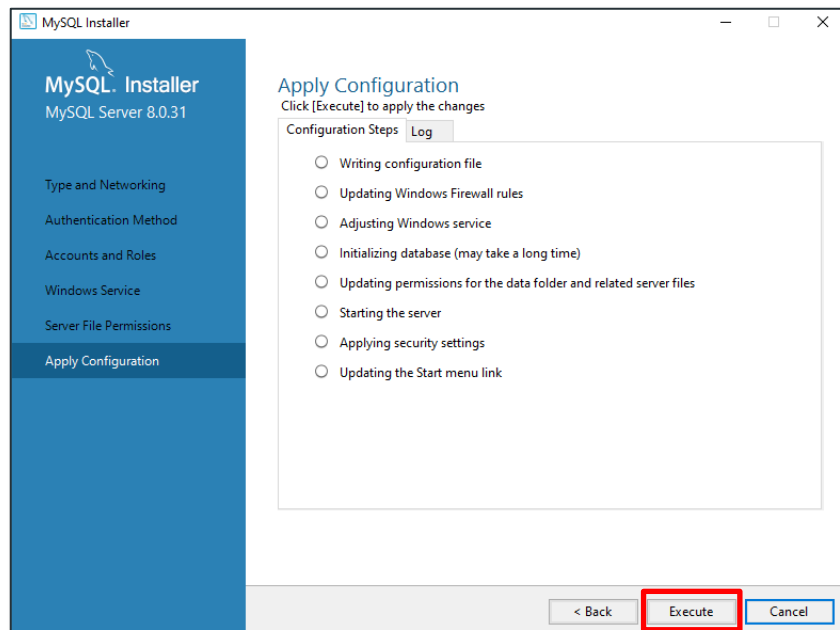 MySQL Installer
MySQL. Installer
MySQL Server 8.0.31
Type and Networking
Authentication Method
Accounts and Roles
Windows Service
Server File Permissions
Apply Configuration
Apply Configuration
Click [Execute] to apply the changes
Configuration Steps Log
Writing configuration file
Updating Windows Firewall rules
Adjusting Windows service
Initializing database (may take a long time)
Updating permissions for the data folder and related server files
Starting the server
Applying security settings
Updating the Start menu link
< Back Execute Cancel